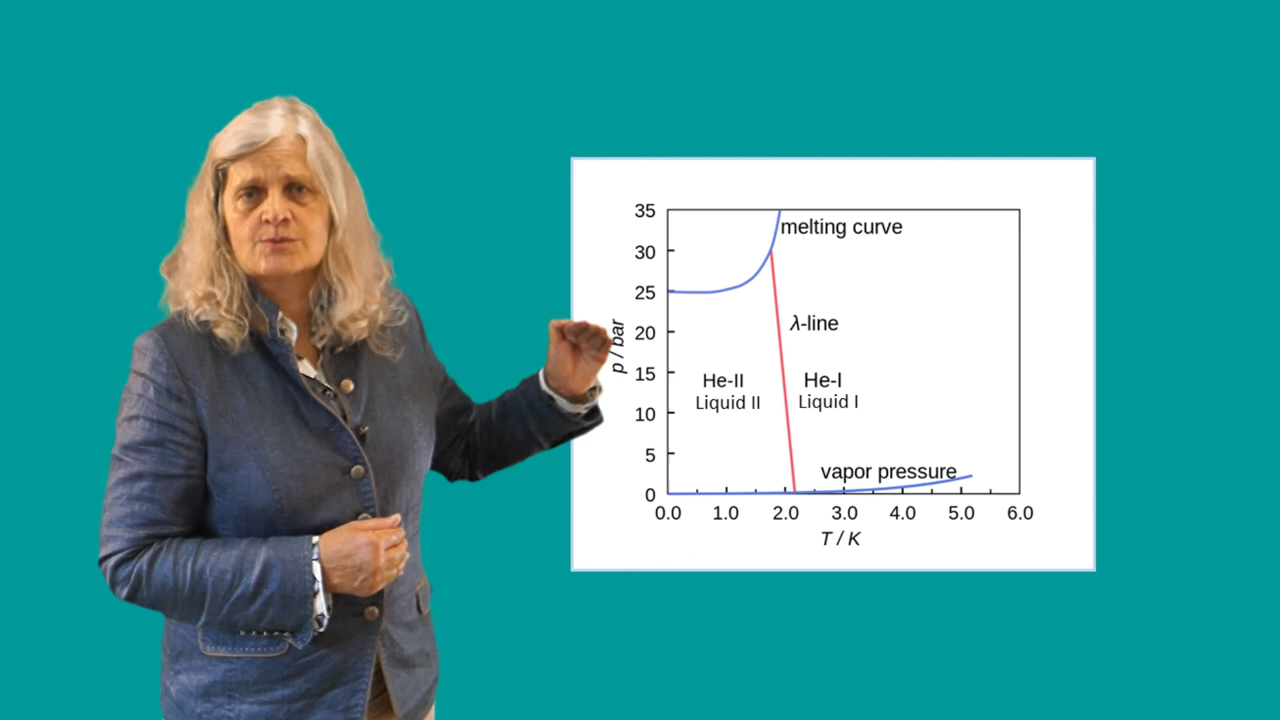 35
30
25
20
15
10
5
0
p / bar
melting curve
λ-line
He-II
Liquid II
He-I
Liquid I
vapor pressure
0.0 1.0 2.0 3.0 4.0 5.0 6.0
T / K